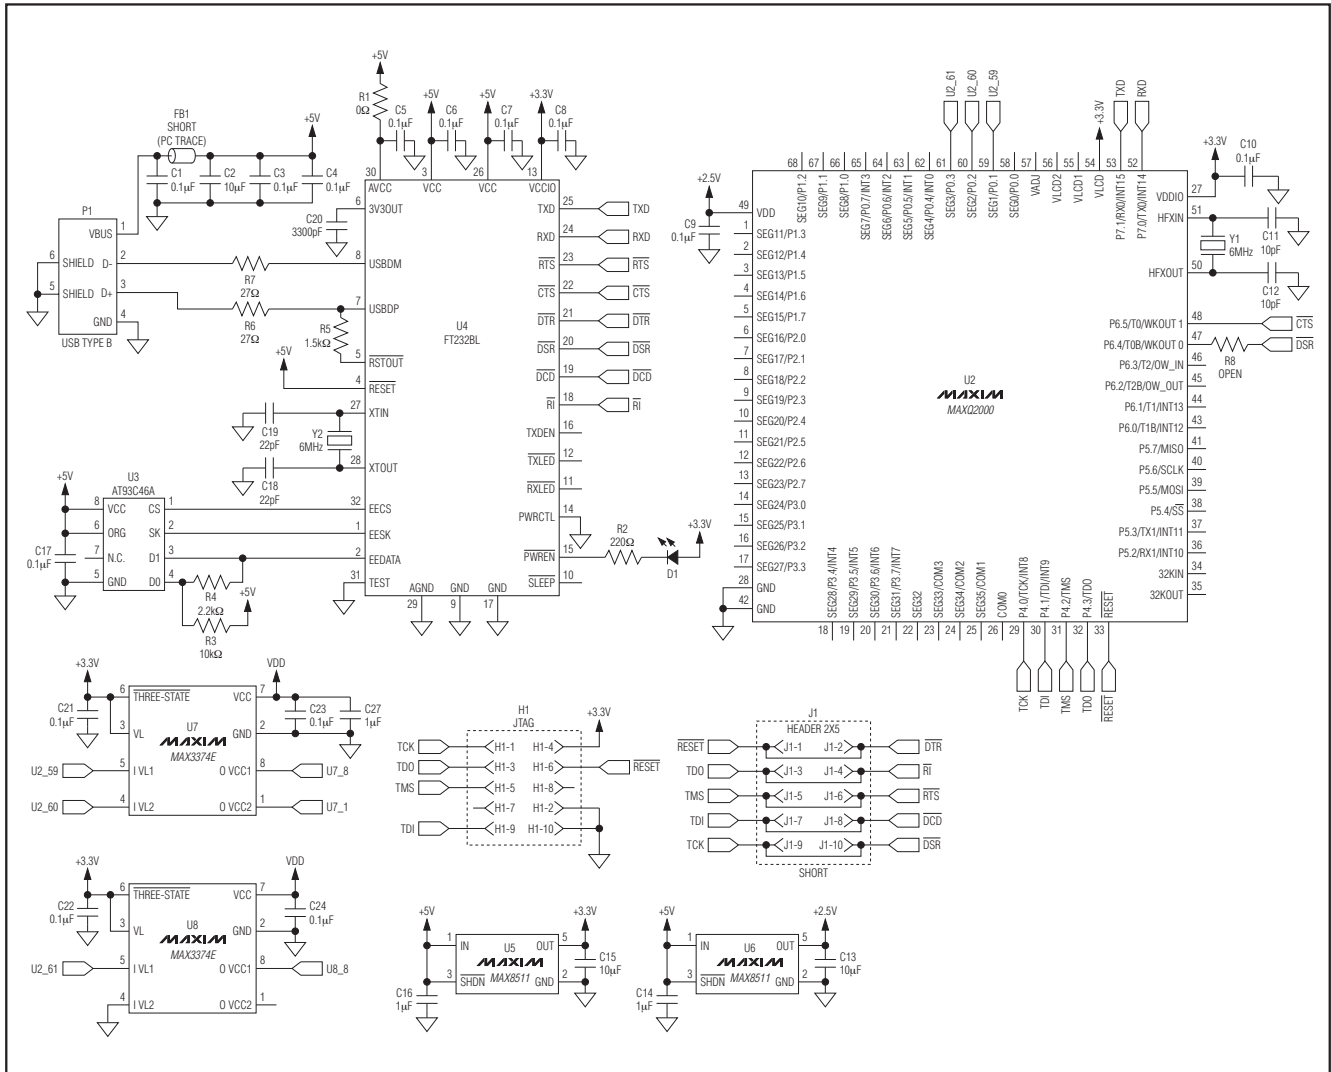 +5V
R1
0Ω
C5
0.1µF
+5V
C6
0.1µF
+5V
C7
0.1µF
+3.3V
C8
0.1µF
FB1
SHORT
(PC TRACE)
+5V
C1
0.1µF
C2
10µF
C3
0.1µF
C4
0.1µF
P1
VBUS 1
6 SHIELD D- 2
5 SHIELD D+ 3
GND 4
USB TYPE B
R7
27Ω
R6
27Ω
R5
1.5kΩ
C20
3300pF
+5V
C19
22pF
Y2
6MHz
C18
22pF
30 AVCC
3 VCC
26 VCC
13 VCCIO
6 3V3OUT
8 USBDM
7 USBDP
5 RSTOUT
4 RESET
27 XTIN
28 XTOUT
32 EECS
1 EESK
2 EEDATA
31 TEST
U4
FT232BL
TXD 25 TXD
RXD 24 RXD
RTS 23 RTS
CTS 22 CTS
DTR 21 DTR
DSR 20 DSR
DCD 19 DCD
RI 18 RI
TXDEN 16
TXLED 12
RXLED 11
PWRCTL 14
PWREN 15
SLEEP 10
AGND 29
GND 9
GND 17
R2
220Ω
D1
+3.3V
U3
AT93C46A
+5V
C17
0.1µF
8 VCC CS 1
6 ORG SK 2
7 N.C. D1 3
5 GND D0 4
R4
2.2kΩ
+5V
R3
10kΩ
U2_61
U2_60
U2_59
+3.3V
TXD
RXD
68 SEG10/P1.2
67 SEG9/P1.1
66 SEG8/P1.0
65 SEG7/P0.7/INT3
64 SEG6/P0.6/INT2
63 SEG5/P0.5/INT1
62 SEG4/P0.4/INT0
61 SEG3/P0.3
60 SEG2/P0.2
59 SEG1/P0.1
58 SEG0/P0.0
57 VADJ
56 VLCD2
55 VLCD1
54 VLCD
53 P7.1/RX0/INT15
52 P7.0/TX0/INT14
+2.5V
C9
0.1µF
49 VDD
1 SEG11/P1.3
2 SEG12/P1.4
3 SEG13/P1.5
4 SEG14/P1.6
5 SEG15/P1.7
6 SEG16/P2.0
7 SEG17/P2.1
8 SEG18/P2.2
9 SEG19/P2.3
10 SEG20/P2.4
11 SEG21/P2.5
12 SEG22/P2.6
13 SEG23/P2.7
14 SEG24/P3.0
15 SEG25/P3.1
16 SEG26/P3.2
17 SEG27/P3.3
28 GND
42 GND
U2
MAXIM
MAXQ2000
+3.3V
C10
0.1µF
VDDIO 27
HFXIN 51
HFXOUT 50
Y1
6MHz
C11
10pF
C12
10pF
P6.5/T0/WKOUT 1 48 CTS
P6.4/T0B/WKOUT 0 47 DSR
R8
OPEN
P6.3/T2/OW_IN 46
P6.2/T2B/OW_OUT 45
P6.1/T1/INT13 44
P6.0/T1B/INT12 43
P5.7/MISO 41
P5.6/SCLK 40
P5.5/MOSI 39
P5.4/SS 38
P5.3/TX1/INT11 37
P5.2/RX1/INT10 36
32KIN 34
32KOUT 35
18 SEG28/P3.4/INT4
19 SEG29/P3.5/INT5
20 SEG30/P3.6/INT6
21 SEG31/P3.7/INT7
22 SEG32
23 SEG33/COM3
24 SEG34/COM2
25 SEG35/COM1
26 COM0
29 P4.0/TCK/INT8
30 P4.1/TDI/INT9
31 P4.2/TMS
32 P4.3/TDO
33 RESET
TCK
TDI
TMS
TDO
RESET
+3.3V
C21
0.1µF
6 THREE-STATE VCC 7
3 VL GND 2
5 I VL1 O VCC1 8
4 I VL2 O VCC2 1
U7
MAXIM
MAX3374E
VDD
C23
0.1µF
C27
1µF
U2_59
U2_60
U7_8
U7_1
H1
JTAG
+3.3V
TCK H1-1 H1-4
TDO H1-3 H1-6 RESET
TMS H1-5 H1-8
H1-7 H1-2
TDI H1-9 H1-10
J1
HEADER 2X5
RESET J1-1 J1-2 DTR
TDO J1-3 J1-4 RI
TMS J1-5 J1-6 RTS
TDI J1-7 J1-8 DCD
TCK J1-9 J1-10 DSR
SHORT
+3.3V
C22
0.1µF
6 THREE-STATE VCC 7
3 VL GND 2
5 I VL1 O VCC1 8
4 I VL2 O VCC2 1
U8
MAXIM
MAX3374E
VDD
C24
0.1µF
U2_61
U8_8
+5V
C16
1µF
1 IN OUT 5
3 SHDN GND 2
U5
MAXIM
MAX8511
+3.3V
C15
10µF
+5V
C14
1µF
1 IN OUT 5
3 SHDN GND 2
U6
MAXIM
MAX8511
+2.5V
C13
10µF